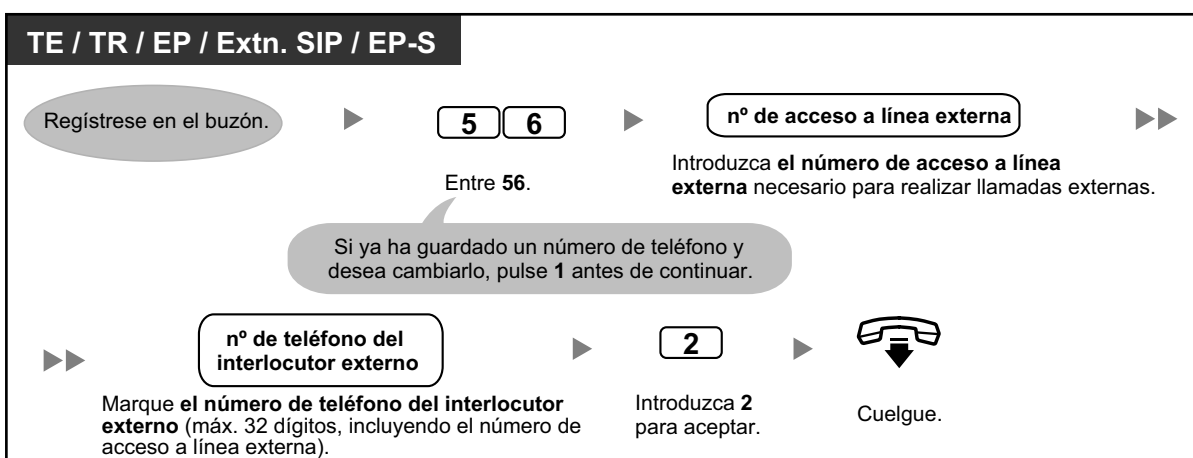 TE / TR / EP / Extn. SIP / EP-S
Regístrese en el buzón.
5 6
Entre 56.
nº de acceso a línea externa
Introduzca el número de acceso a línea
externa necesario para realizar llamadas externas.
Si ya ha guardado un número de teléfono y
desea cambiarlo, pulse 1 antes de continuar.
nº de teléfono del
interlocutor externo
Marque el número de teléfono del interlocutor
externo (máx. 32 dígitos, incluyendo el número de
acceso a línea externa).
2
Introduzca 2
para aceptar.
Cuelgue.